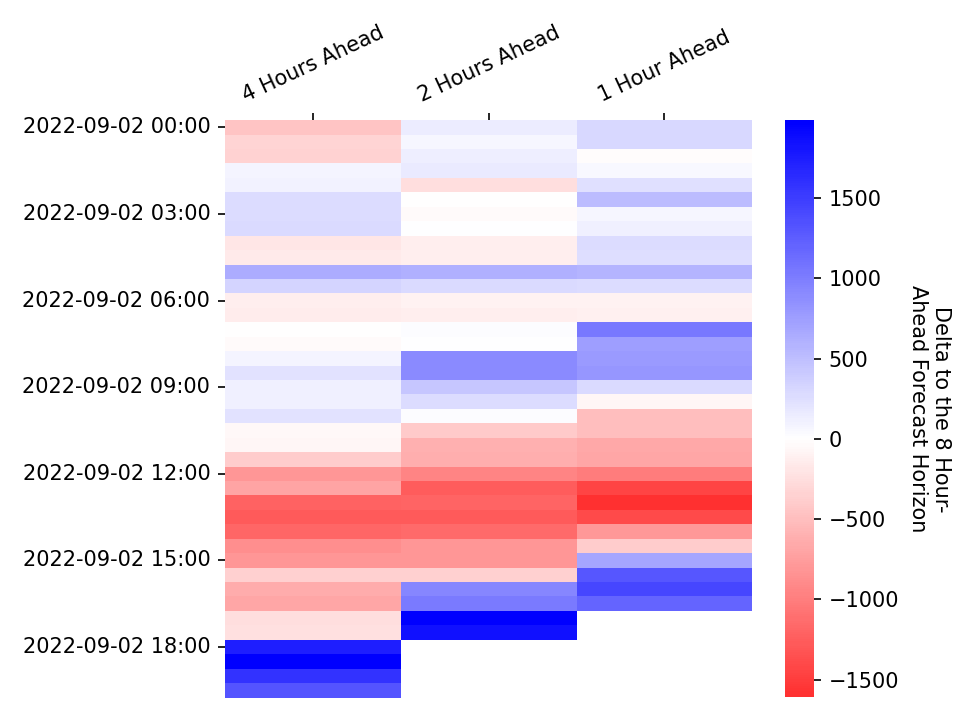 4 Hours Ahead
2 Hours Ahead
1 Hour Ahead
2022-09-02 00:00
2022-09-02 03:00
2022-09-02 06:00
2022-09-02 09:00
2022-09-02 12:00
2022-09-02 15:00
2022-09-02 18:00
1500
1000
500
0
−500
−1000
−1500
Delta to the 8 Hour-
Ahead Forecast Horizon